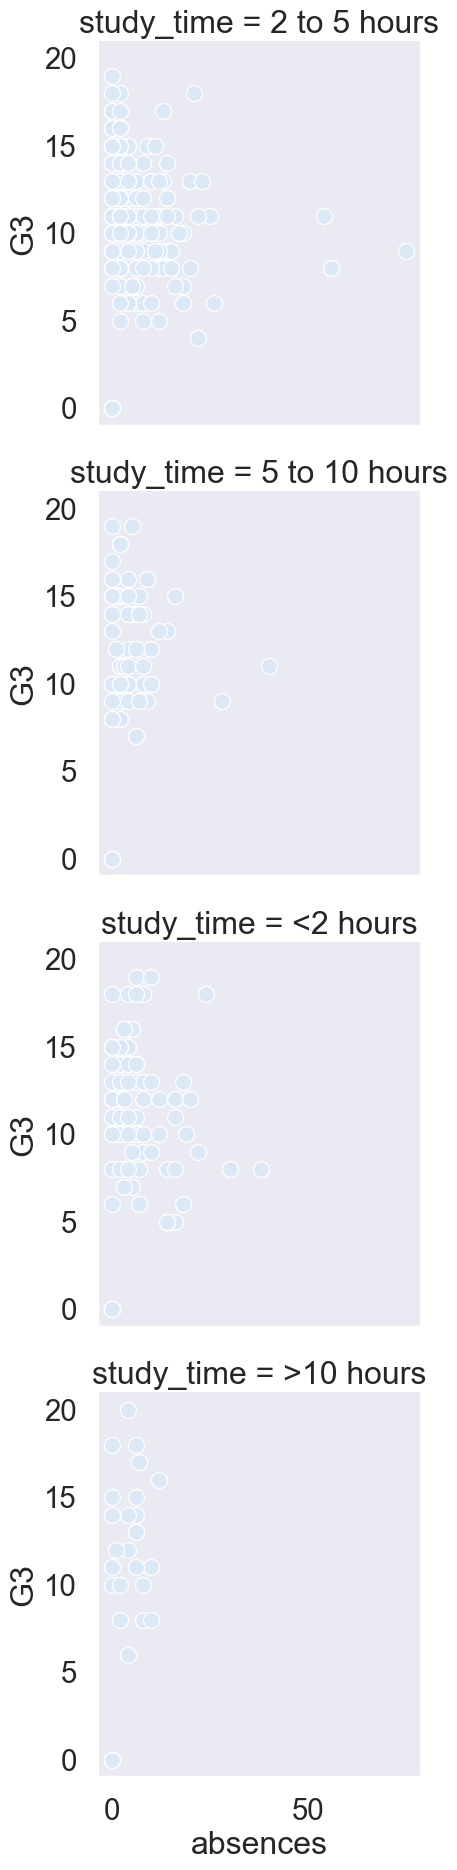 study_time = 2 to 5 hours
20
15
10
5
0
G3
study_time = 5 to 10 hours
20
15
10
5
0
G3
study_time = <2 hours
20
15
10
5
0
G3
study_time = >10 hours
20
15
10
5
0
G3
0 50
absences